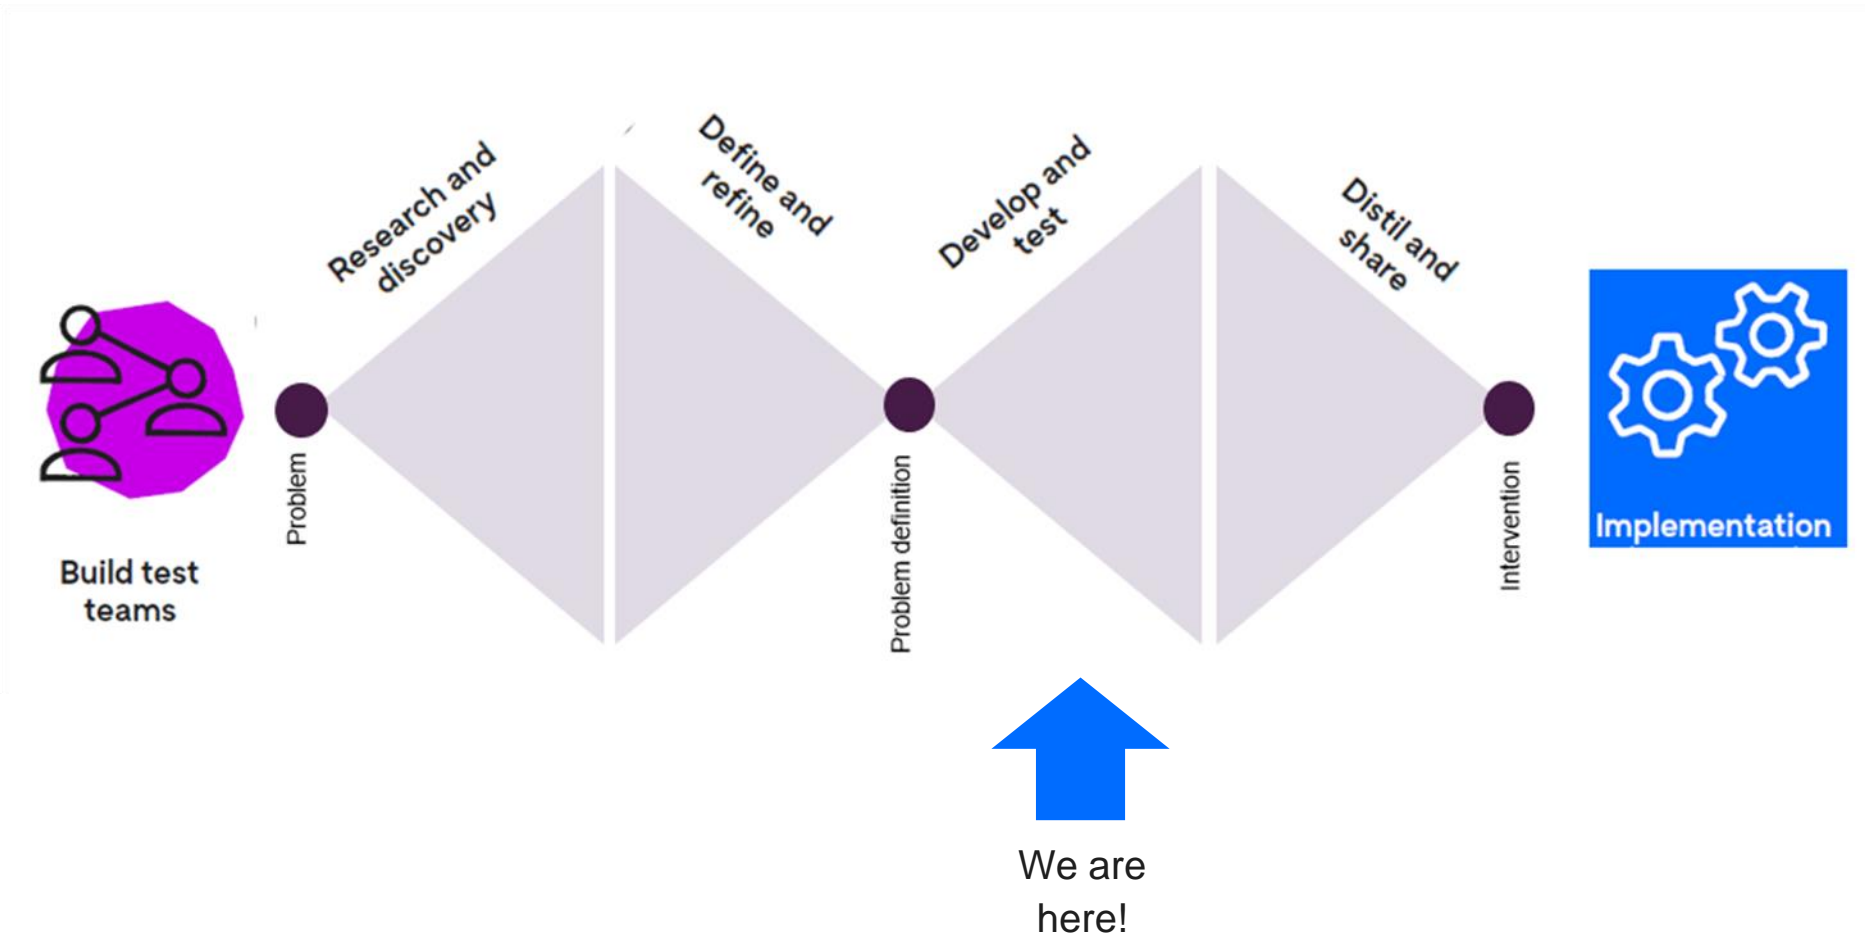 Build test
teams
Problem
Research and
discovery
Define and
refine
Problem definition
Develop and
test
Distil and
share
Intervention
Implementation
We are
here!